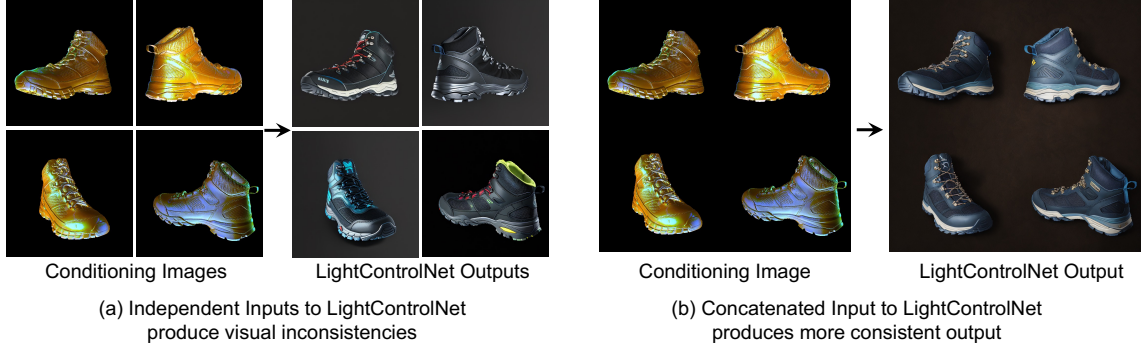 Conditioning Images
LightControlNet Outputs
(a) Independent Inputs to LightControlNet
produce visual inconsistencies
Conditioning Image
LightControlNet Output
(b) Concatenated Input to LightControlNet
produces more consistent output